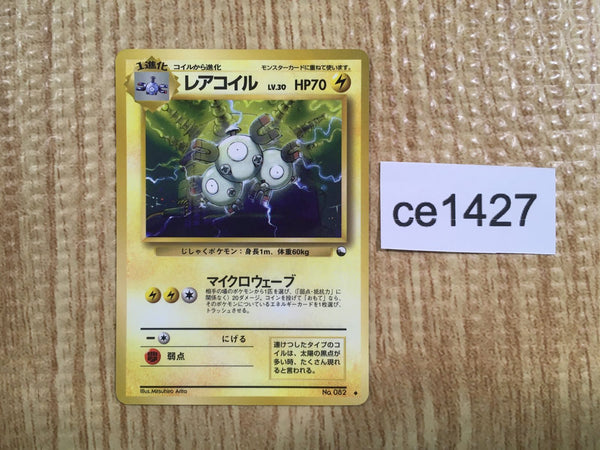 1進化 コイルから進化 モンスターカードに重ねて使います。
レアコイル LV.30 HP70
じしゃくポケモン：身長1m、体重60kg
マイクロウェーブ
相手の場のポケモンから1匹を選び、(「弱点・抵抗力」に
関係なく)20ダメージ。コインを投げて「おもて」なら、
そのポケモンについているエネルギーカードを1枚選び、
トラッシュさせる。
にげる
弱点
連けつしたタイプのコ
イルは、太陽の黒点が
多い時、たくさん現れ
ると言われる。
Illus. Mitsuhiro Arita
No. 082
ce1427